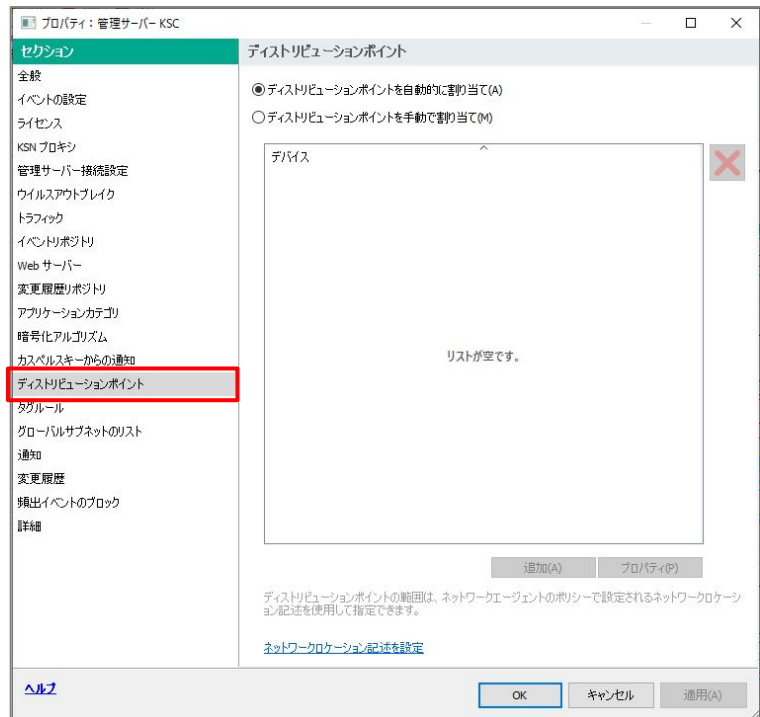 プロパティ：管理サーバー KSC
セクション
全般
イベントの設定
ライセンス
KSN プロキシ
管理サーバー接続設定
ウイルスアウトブレイク
トラフィック
イベントリポジトリ
Web サーバー
変更履歴リポジトリ
アプリケーションカテゴリ
暗号化アルゴリズム
カスペルスキーからの通知
ディストリビューションポイント
タグルール
グローバルサブネットのリスト
通知
変更履歴
頻出イベントのブロック
詳細
ディストリビューションポイント
ディストリビューションポイントを自動的に割り当て(A)
ディストリビューションポイントを手動で割り当て(M)
デバイス
リストが空です。
追加(A)
プロパティ(P)
ディストリビューションポイントの範囲は、ネットワークエージェントのポリシーで設定されるネットワークロケーシ
ョン記述を使用して指定できます。
ネットワークロケーション記述を設定
ヘルプ
OK
キャンセル
適用(A)